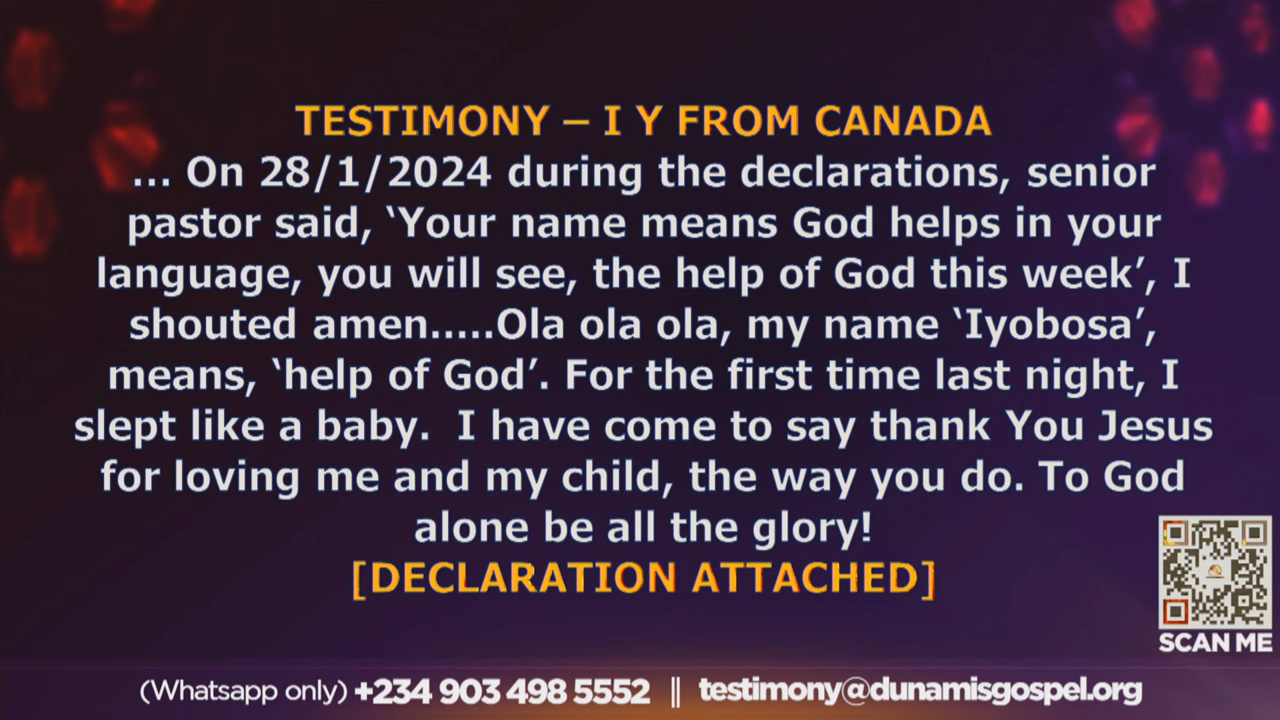 TESTIMONY – I Y FROM CANADA
... On 28/1/2024 during the declarations, senior
pastor said, ‘Your name means God helps in your
language, you will see, the help of God this week’, I
shouted amen.....Ola ola ola, my name ‘Iyobosa’,
means, ‘help of God’. For the first time last night, I
slept like a baby.  I have come to say thank You Jesus
for loving me and my child, the way you do. To God
alone be all the glory!
[DECLARATION ATTACHED]
SCAN ME
(Whatsapp only) +234 903 498 5552 || testimony@dunamisgospel.org